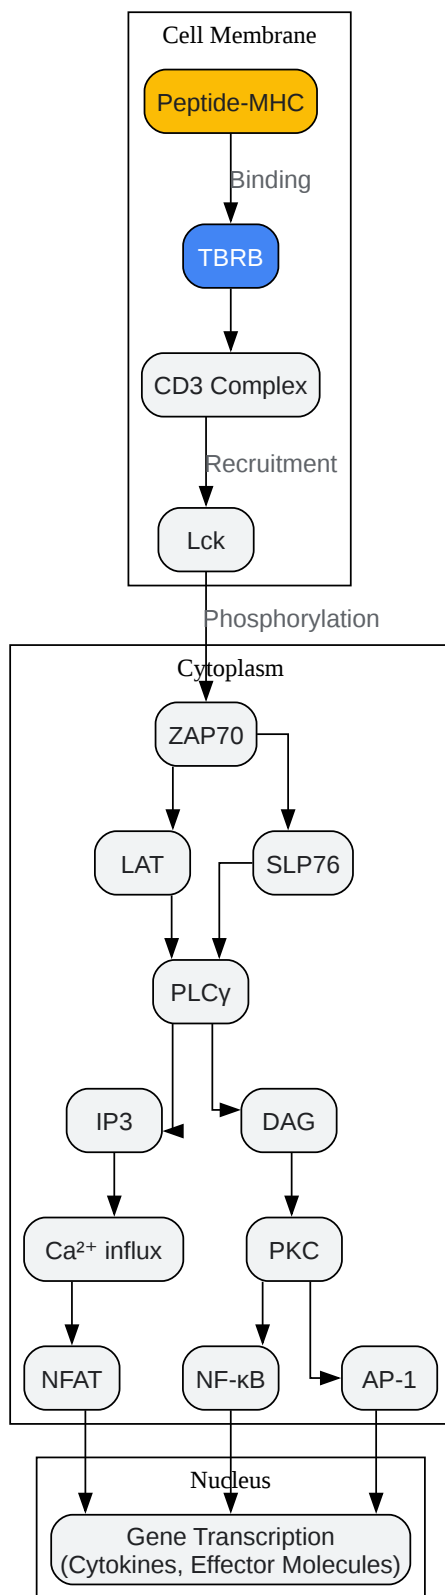 Cell Membrane
Peptide-MHC
Binding
TBRB
CD3 Complex
Recruitment
Lck
Phosphorylation
Cytoplasm
ZAP70
LAT
SLP76
PLCγ
IP3
DAG
Ca²⁺ influx
PKC
NFAT
NF-κB
AP-1
Nucleus
Gene Transcription
(Cytokines, Effector Molecules)